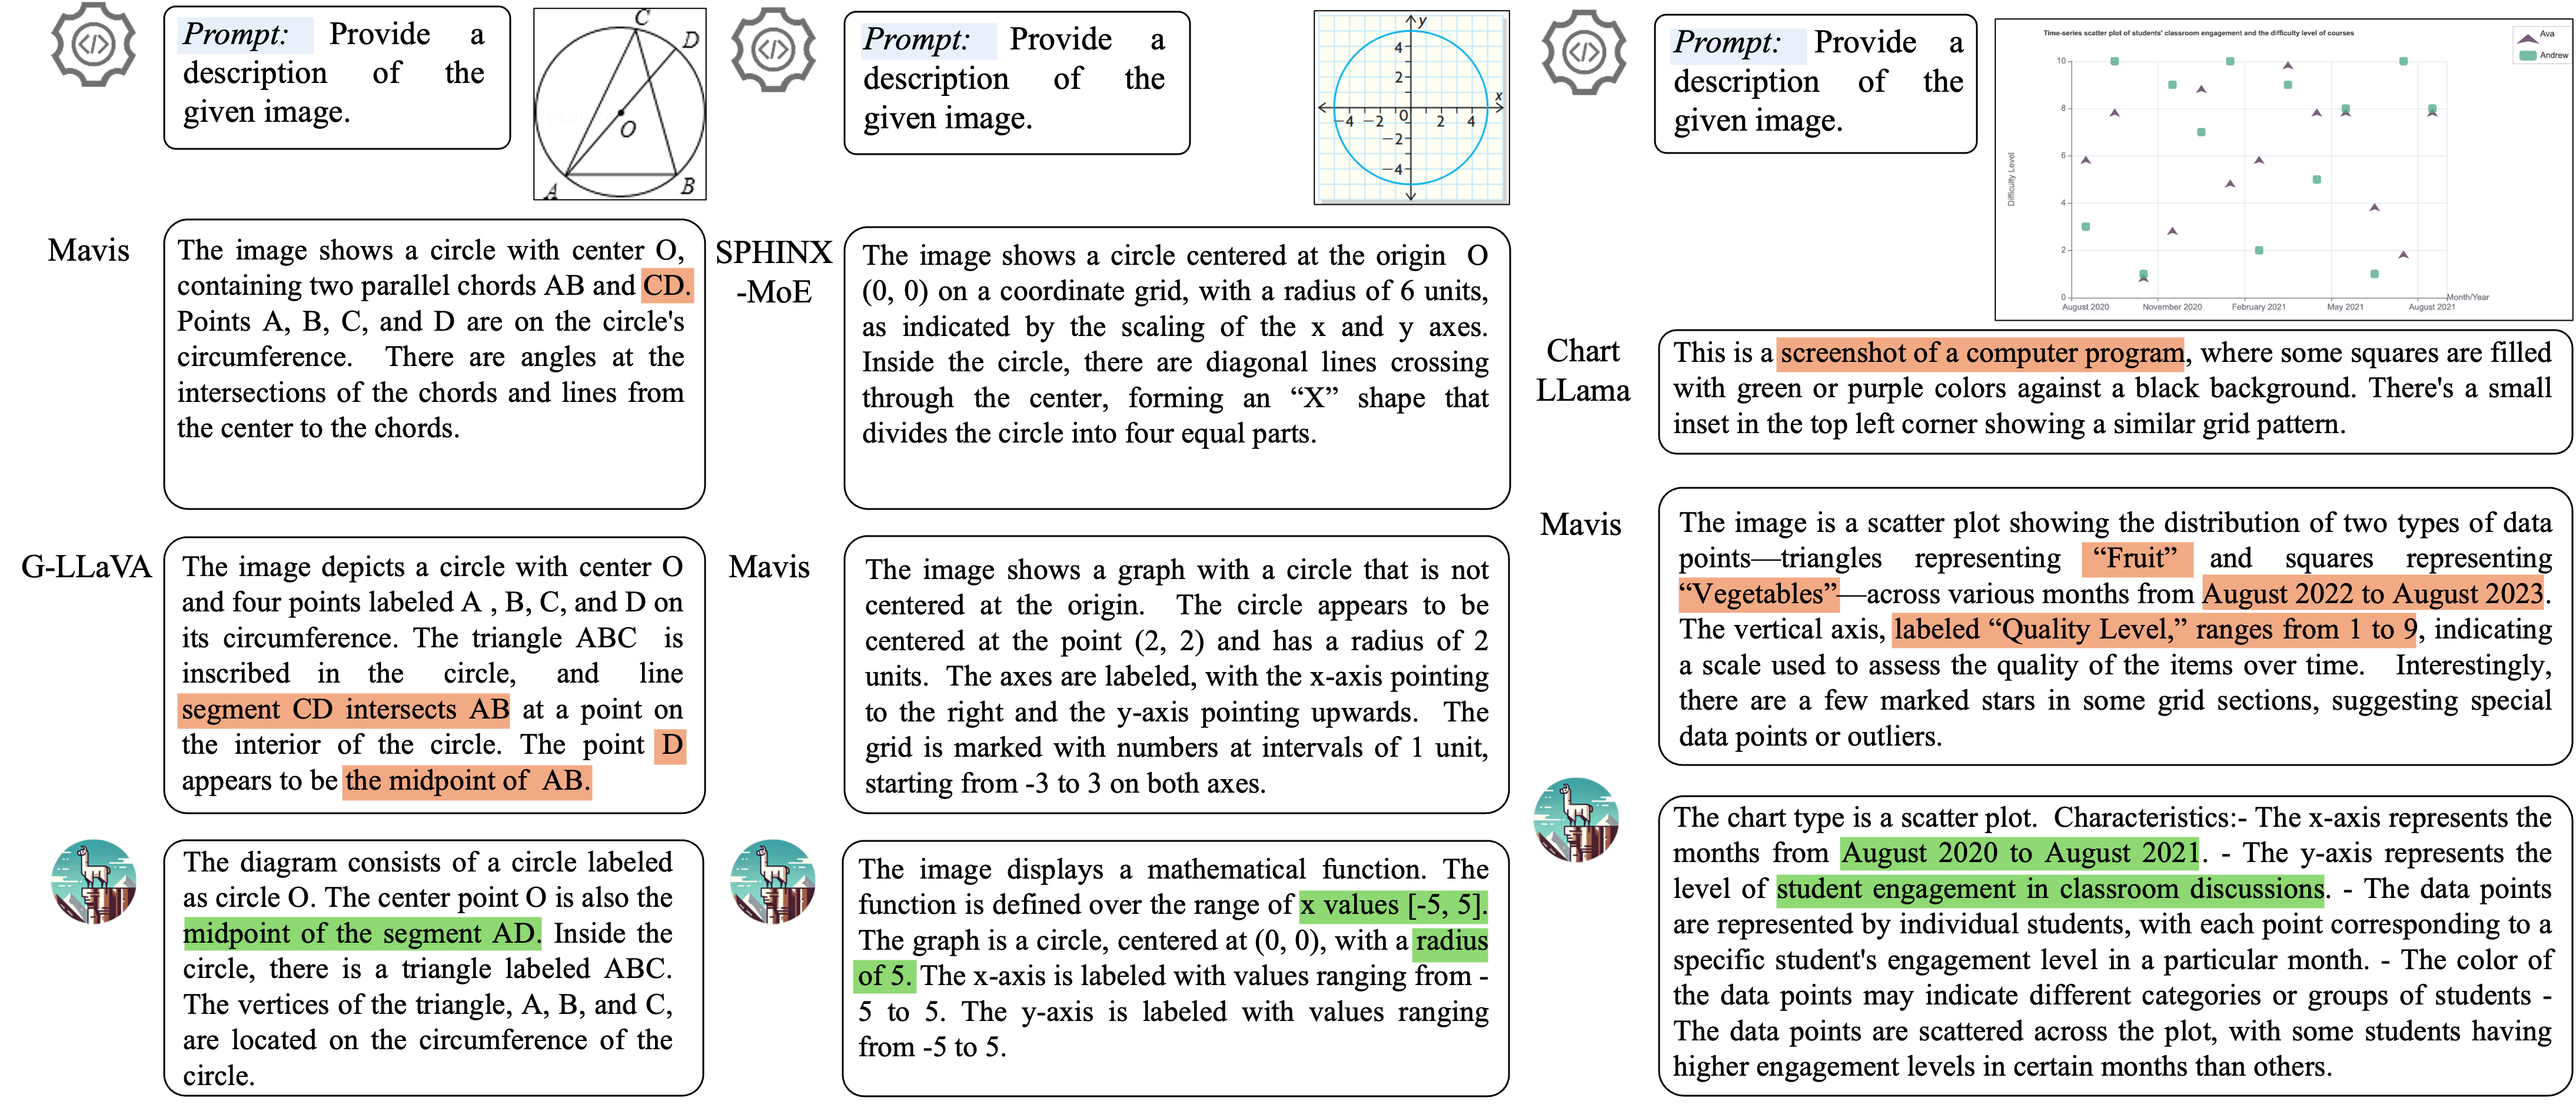 Prompt: Provide a
description of the
given image.
C
D
O
A
B
Mavis
The image shows a circle with center O,
containing two parallel chords AB and CD.
Points A, B, C, and D are on the circle's
circumference. There are angles at the
intersections of the chords and lines from
the center to the chords.
G-LLaVA
The image depicts a circle with center O
and four points labeled A , B, C, and D on
its circumference. The triangle ABC is
inscribed in the circle, and line
segment CD intersects AB at a point on
the interior of the circle. The point D
appears to be the midpoint of AB.
The diagram consists of a circle labeled
as circle O. The center point O is also the
midpoint of the segment AD. Inside the
circle, there is a triangle labeled ABC.
The vertices of the triangle, A, B, and C,
are located on the circumference of the
circle.
Prompt: Provide a
description of the
given image.
y
4
2
x
-4 -2 0 2 4
-2
-4
SPHINX
-MoE
The image shows a circle centered at the origin O
(0, 0) on a coordinate grid, with a radius of 6 units,
as indicated by the scaling of the x and y axes.
Inside the circle, there are diagonal lines crossing
through the center, forming an “X” shape that
divides the circle into four equal parts.
Mavis
The image shows a graph with a circle that is not
centered at the origin. The circle appears to be
centered at the point (2, 2) and has a radius of 2
units. The axes are labeled, with the x-axis pointing
to the right and the y-axis pointing upwards. The
grid is marked with numbers at intervals of 1 unit,
starting from -3 to 3 on both axes.
The image displays a mathematical function. The
function is defined over the range of x values [-5, 5].
The graph is a circle, centered at (0, 0), with a radius
of 5. The x-axis is labeled with values ranging from -
5 to 5. The y-axis is labeled with values ranging
from -5 to 5.
Prompt: Provide a
description of the
given image.
Time-series scatter plot of students' classroom engagement and the difficulty level of courses
Ava
Andrew
10
8
6
4
2
0
Difficulty Level
Month/Year
August 2020 November 2020 February 2021 May 2021 August 2021
Chart
LLama
This is a screenshot of a computer program, where some squares are filled
with green or purple colors against a black background. There's a small
inset in the top left corner showing a similar grid pattern.
Mavis
The image is a scatter plot showing the distribution of two types of data
points—triangles representing “Fruit” and squares representing
“Vegetables”—across various months from August 2022 to August 2023.
The vertical axis, labeled “Quality Level,” ranges from 1 to 9, indicating
a scale used to assess the quality of the items over time. Interestingly,
there are a few marked stars in some grid sections, suggesting special
data points or outliers.
The chart type is a scatter plot. Characteristics:- The x-axis represents the
months from August 2020 to August 2021. - The y-axis represents the
level of student engagement in classroom discussions. - The data points
are represented by individual students, with each point corresponding to a
specific student's engagement level in a particular month. - The color of
the data points may indicate different categories or groups of students -
The data points are scattered across the plot, with some students having
higher engagement levels in certain months than others.